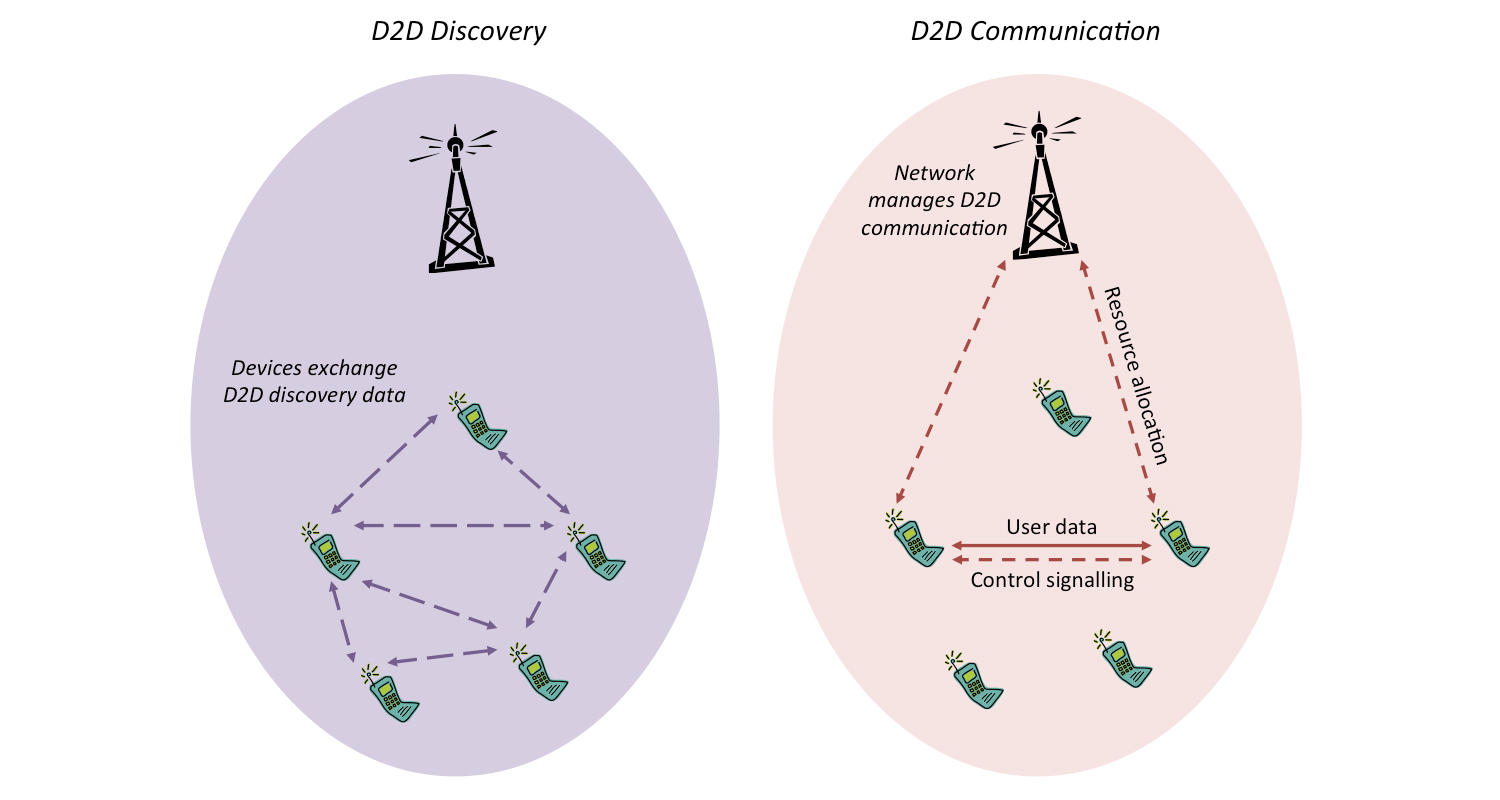 D2D Discovery
Devices exchange
D2D discovery data
D2D Communication
Network
manages D2D
communication
Resource allocation
User data
Control signalling